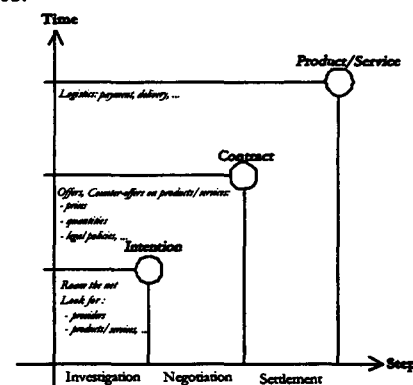 Time
Product/Service
Logistics: payment, delivery, ...
Contract
Offers, Counter-offers on products/services:
- prices
- quantities
- legal policies, ...
Intention
Roam the net
Look for :
- providers
- products/services, ...
Step
Investigation Negotiation Settlement